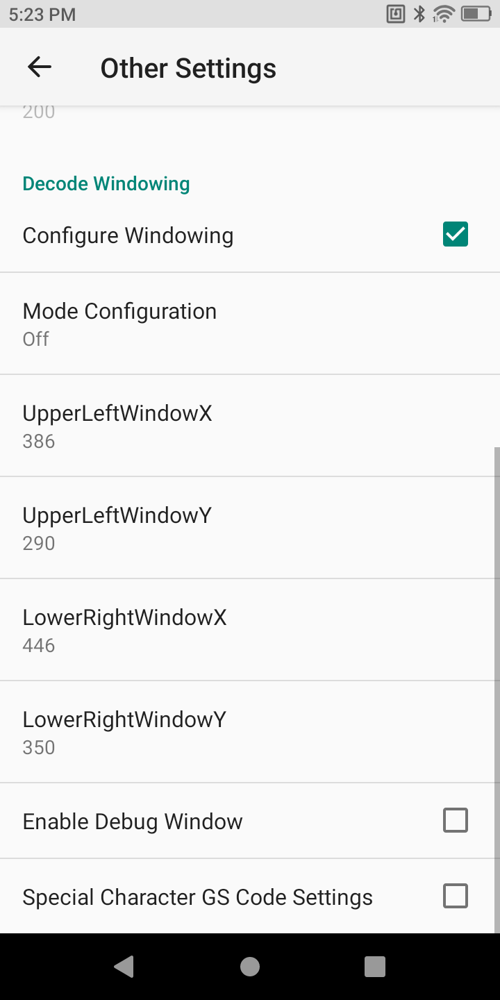 5:23 PM
Other Settings
200
Decode Windowing
Configure Windowing
Mode Configuration
Off
UpperLeftWindowX
386
UpperLeftWindowY
290
LowerRightWindowX
446
LowerRightWindowY
350
Enable Debug Window
Special Character GS Code Settings